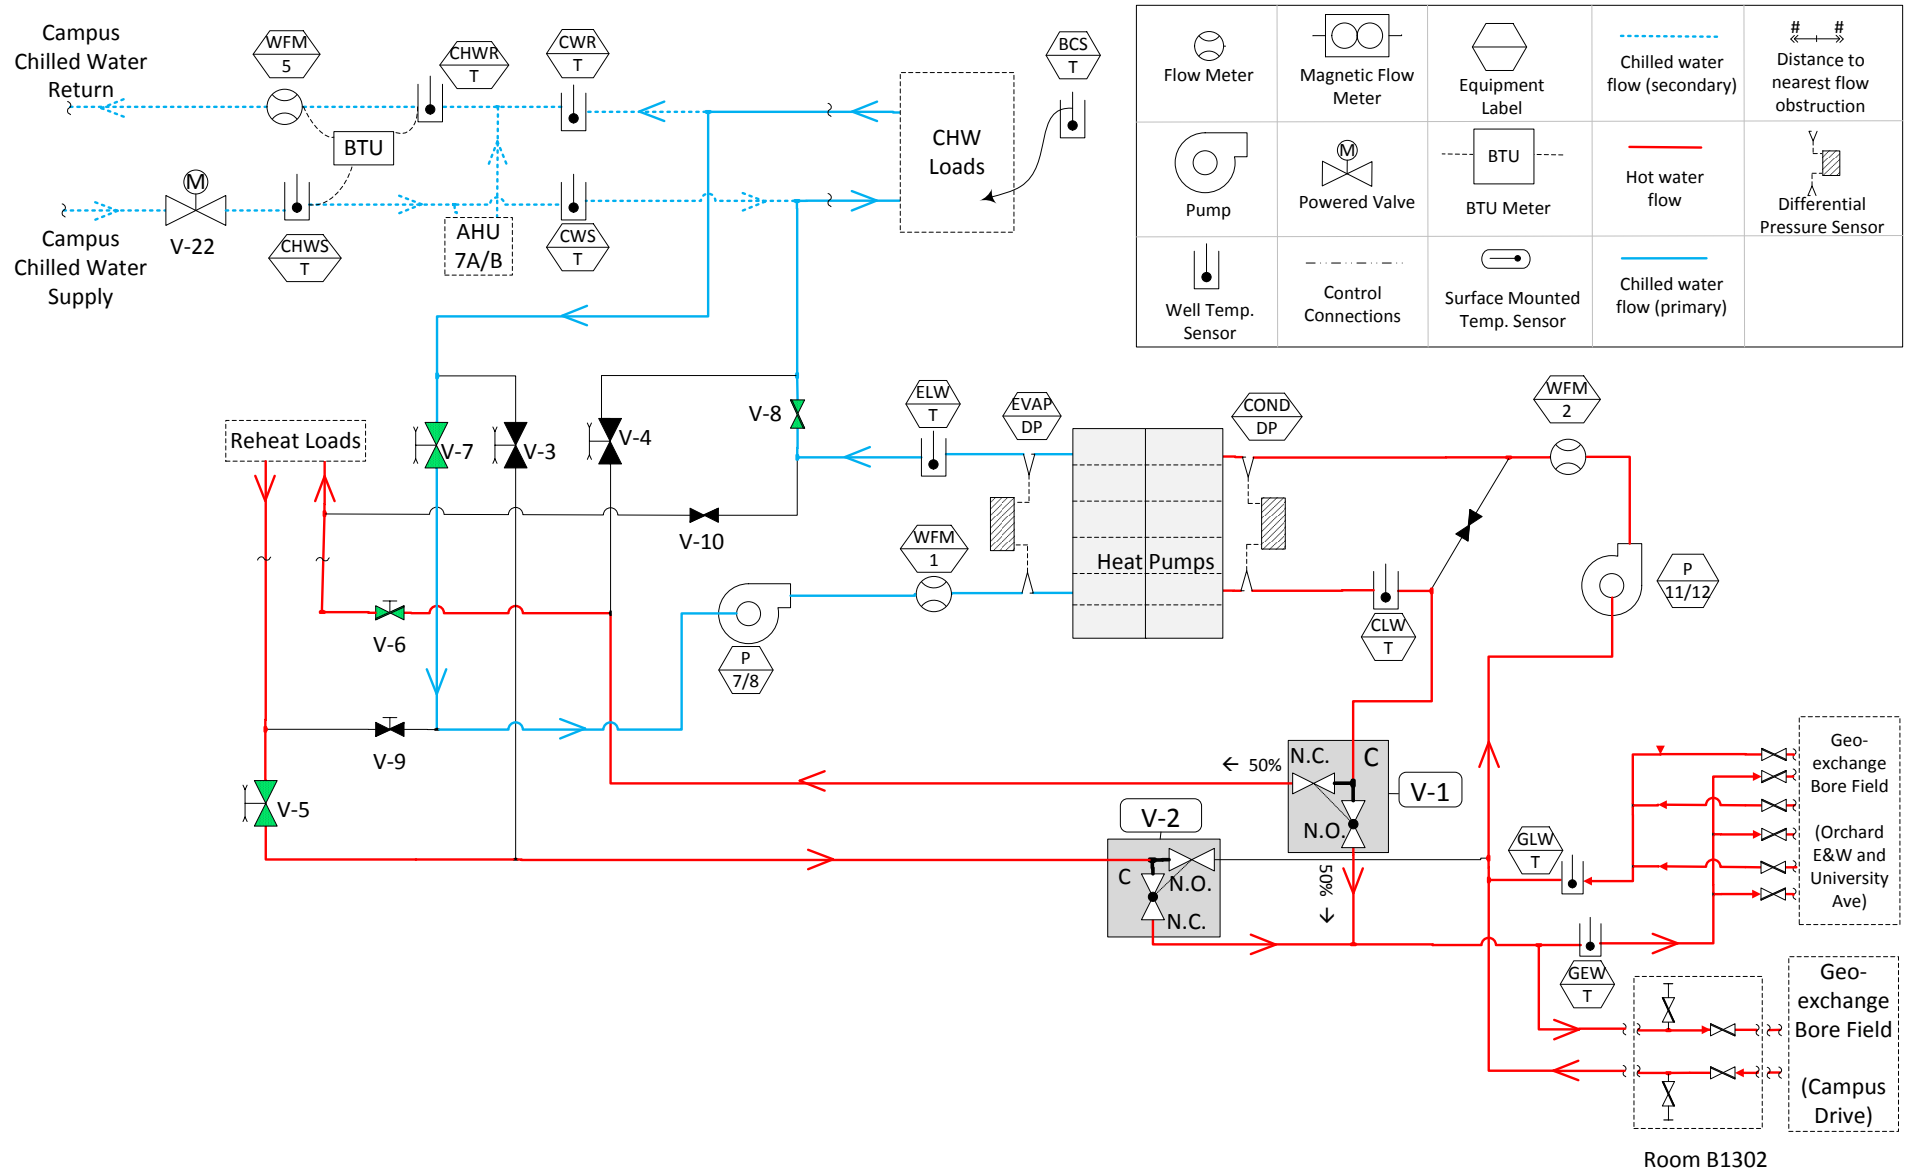 Campus
Chilled Water
Return
WFM
5
CHWR
T
CWR
T
BCS
T
BTU
CHW
Loads
M
V-22
Campus
Chilled Water
Supply
CHWS
T
AHU
7A/B
CWS
T
Flow Meter
Magnetic Flow
Meter
Equipment
Label
Chilled water
flow (secondary)
# #
Distance to
nearest flow
obstruction
Pump
M
Powered Valve
BTU
BTU Meter
Hot water
flow
Differential
Pressure Sensor
Well Temp.
Sensor
Control
Connections
Surface Mounted
Temp. Sensor
Chilled water
flow (primary)
Reheat Loads
V-7
V-3
V-4
V-8
ELW
T
EVAP
DP
COND
DP
WFM
2
V-10
WFM
1
Heat Pumps
P
11/12
V-6
P
7/8
CLW
T
V-9
V-5
← 50%
N.C.
C
N.O.
V-1
50% →
V-2
C
N.O.
N.C.
GLW
T
GEW
T
Geo-
exchange
Bore Field
(Orchard
E&W and
University
Ave)
Geo-
exchange
Bore Field
(Campus
Drive)
Room B1302